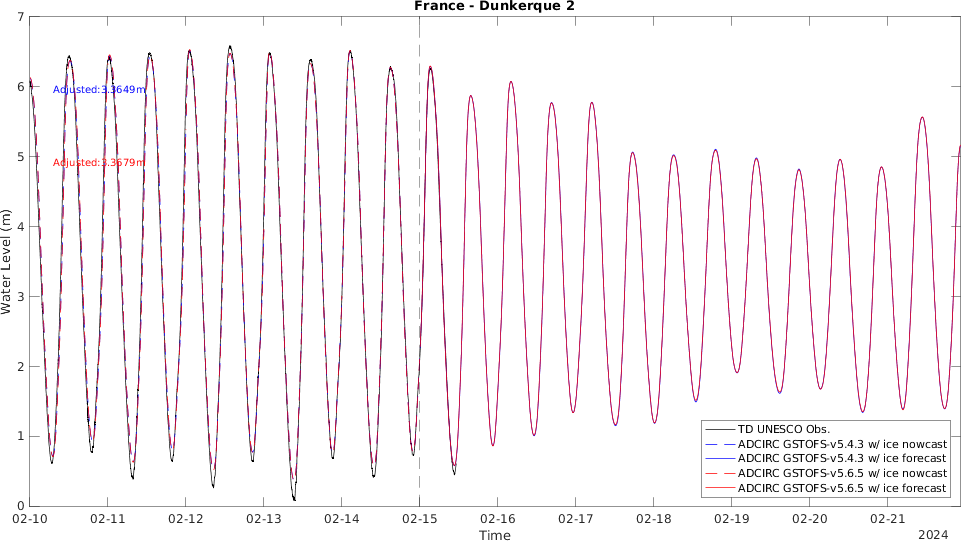 France - Dunkerque 2
7
6
5
4
3
2
1
0
Water Level (m)
Adjusted:3.3649m
Adjusted:3.3679m
TD UNESCO Obs.
ADCIRC GSTOFS-v5.4.3 w/ ice nowcast
ADCIRC GSTOFS-v5.4.3 w/ ice forecast
ADCIRC GSTOFS-v5.6.5 w/ ice nowcast
ADCIRC GSTOFS-v5.6.5 w/ ice forecast
02-10 02-11 02-12 02-13 02-14 02-15 02-16 02-17 02-18 02-19 02-20 02-21
Time
2024